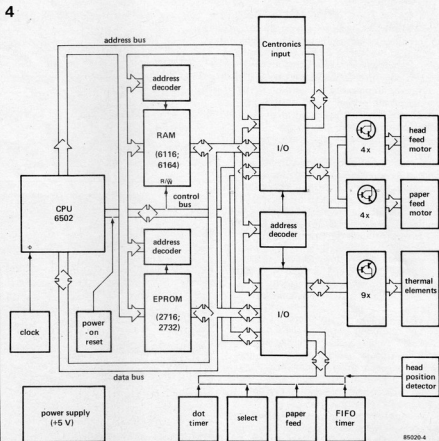 4
address bus
Centronics
input
address
decoder
RAM
(6116;
6164)
R/W̅
I/O
4x
head
feed
motor
CPU
6502
Φ
control
bus
4x
paper
feed
motor
address
decoder
address
decoder
EPROM
(2716;
2732)
I/O
9x
thermal
elements
clock
power
- on
reset
data bus
head
position
detector
power supply
(+5 V)
dot
timer
select
paper
feed
FIFO
timer
85020-4